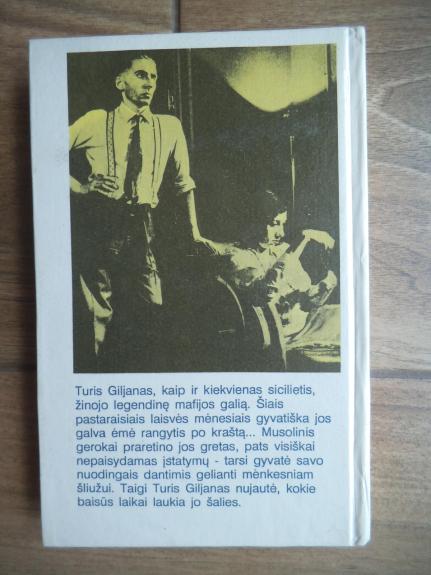 Turis Giljanas, kaip ir kiekvienas sicilietis,
žinojo legendinę mafijos galią. Šiais
pastaraisiais laisvės mėnesiais gyvatiška jos
galva ėmė rangytis po kraštą... Musolinis
gerokai praretino jos gretas, pats visiškai
nepaisydamas įstatymų - tarsi gyvatė savo
nuodingais dantimis gelianti menkesniam
šliužui. Taigi Turis Giljanas nujautė, kokie
baisūs laikai laukia jo šalies.